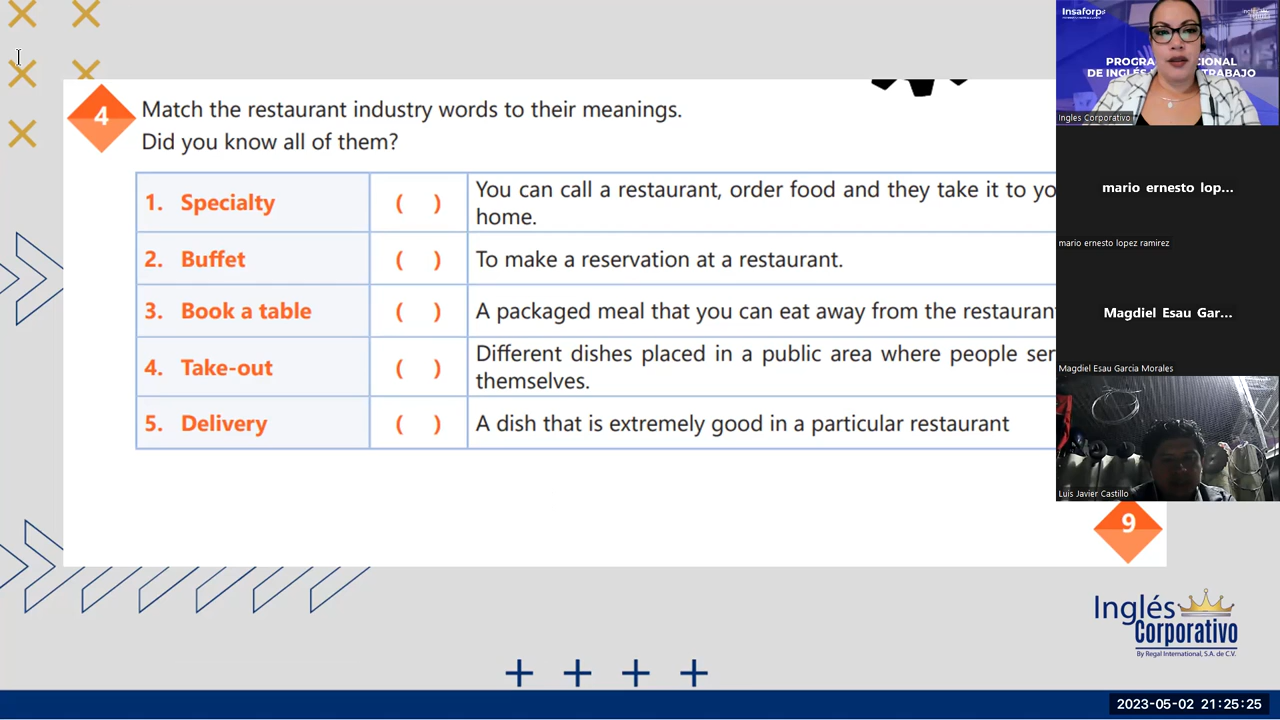 4
Match the restaurant industry words to their meanings.
Did you know all of them?
1. Specialty ( ) You can call a restaurant, order food and they take it to yo
home.
2. Buffet ( ) To make a reservation at a restaurant.
3. Book a table ( ) A packaged meal that you can eat away from the restaurant
4. Take-out ( ) Different dishes placed in a public area where people ser
themselves.
5. Delivery ( ) A dish that is extremely good in a particular restaurant
9
Inglés
Corporativo
By Regal International, S.A. de C.V.
2023-05-02 21:25:25
Insaforp
PROGRA CIONAL
DE INGLÉS TRABAJO
Ingles Corporativo
mario ernesto lop...
mario ernesto lopez ramirez
Magdiel Esau Gar...
Magdiel Esau Garcia Morales
Luis Javier Castillo